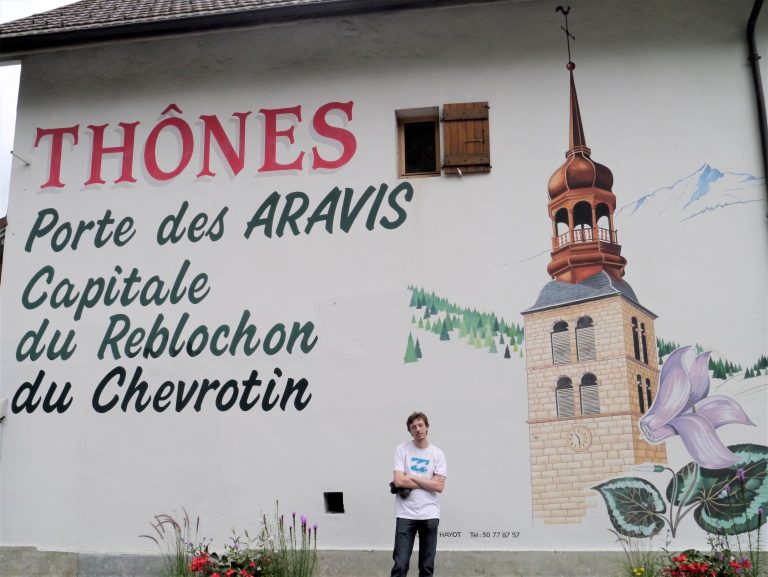 THÔNES
Porte des ARAVIS
Capitale
du Reblochon
du Chevrotin
HAYOT Tél: 50 77 87 57